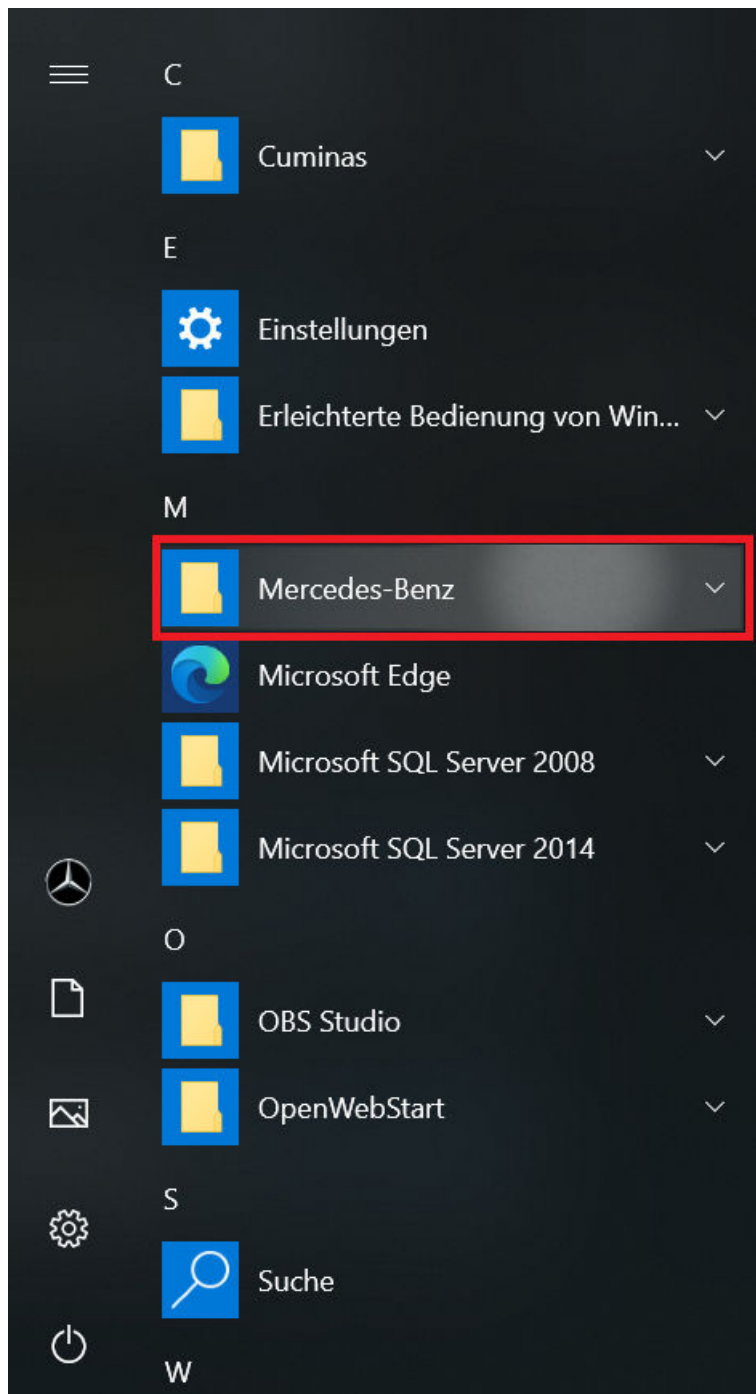 C
Cuminas
E
Einstellungen
Erleichterte Bedienung von Win...
M
Mercedes-Benz
Microsoft Edge
Microsoft SQL Server 2008
Microsoft SQL Server 2014
O
OBS Studio
OpenWebStart
S
Suche
W